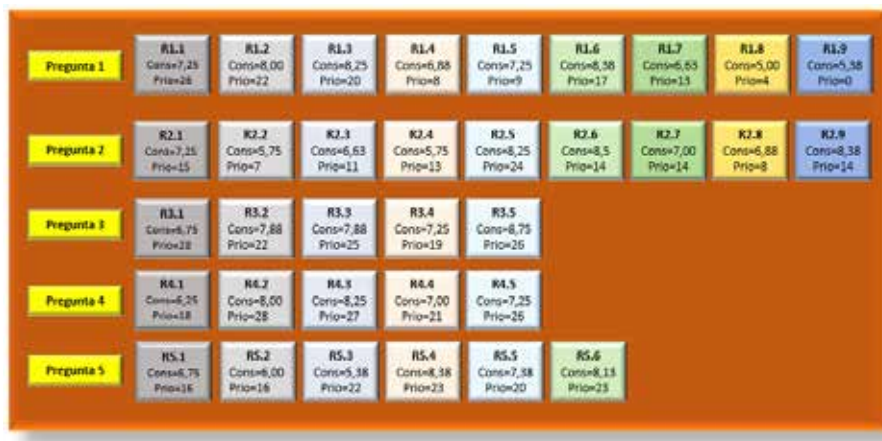 Pregunta 1
R1.1
Cons=7,25
Prio=26
R1.2
Cons=8,00
Prio=22
R1.3
Cons=8,25
Prio=20
R1.4
Cons=6,88
Prio=8
R1.5
Cons=7,25
Prio=9
R1.6
Cons=8,38
Prio=17
R1.7
Cons=6,63
Prio=13
R1.8
Cons=5,00
Prio=4
R1.9
Cons=5,38
Prio=0
Pregunta 2
R2.1
Cons=7,25
Prio=15
R2.2
Cons=5,75
Prio=7
R2.3
Cons=6,63
Prio=11
R2.4
Cons=5,75
Prio=13
R2.5
Cons=8,25
Prio=24
R2.6
Cons=8,5
Prio=14
R2.7
Cons=7,00
Prio=14
R2.8
Cons=6,88
Prio=8
R2.9
Cons=8,38
Prio=14
Pregunta 3
R3.1
Cons=6,75
R3.2
Cons=7,88
Prio=22
R3.3
Cons=7,88
Prio=25
R3.4
Cons=7,25
Prio=19
R3.5
Cons=8,75
Prio=26
Pregunta 4
R4.1
Cons=6,25
Prio=18
R4.2
Cons=8,00
Prio=28
R4.3
Cons=8,25
Prio=27
R4.4
Cons=7,00
Prio=21
R4.5
Cons=7,25
Prio=26
Pregunta 5
R5.1
Cons=6,75
Prio=16
R5.2
Cons=6,00
Prio=16
R5.3
Cons=5,38
Prio=22
R5.4
Cons=8,38
Prio=23
R5.5
Cons=7,38
Prio=20
R5.6
Cons=8,13
Prio=23